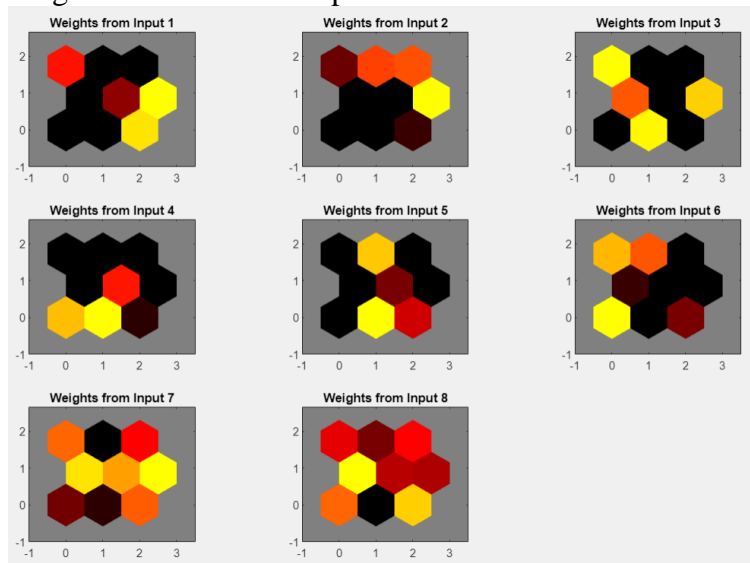 Weights from Input 1
Weights from Input 2
Weights from Input 3
2
1
0
-1
-1 0 1 2 3
2
1
0
-1
-1 0 1 2 3
2
1
0
-1
-1 0 1 2 3
Weights from Input 4
Weights from Input 5
Weights from Input 6
2
1
0
-1
-1 0 1 2 3
2
1
0
-1
-1 0 1 2 3
2
1
0
-1
-1 0 1 2 3
Weights from Input 7
Weights from Input 8
2
1
0
-1
-1 0 1 2 3
2
1
0
-1
-1 0 1 2 3